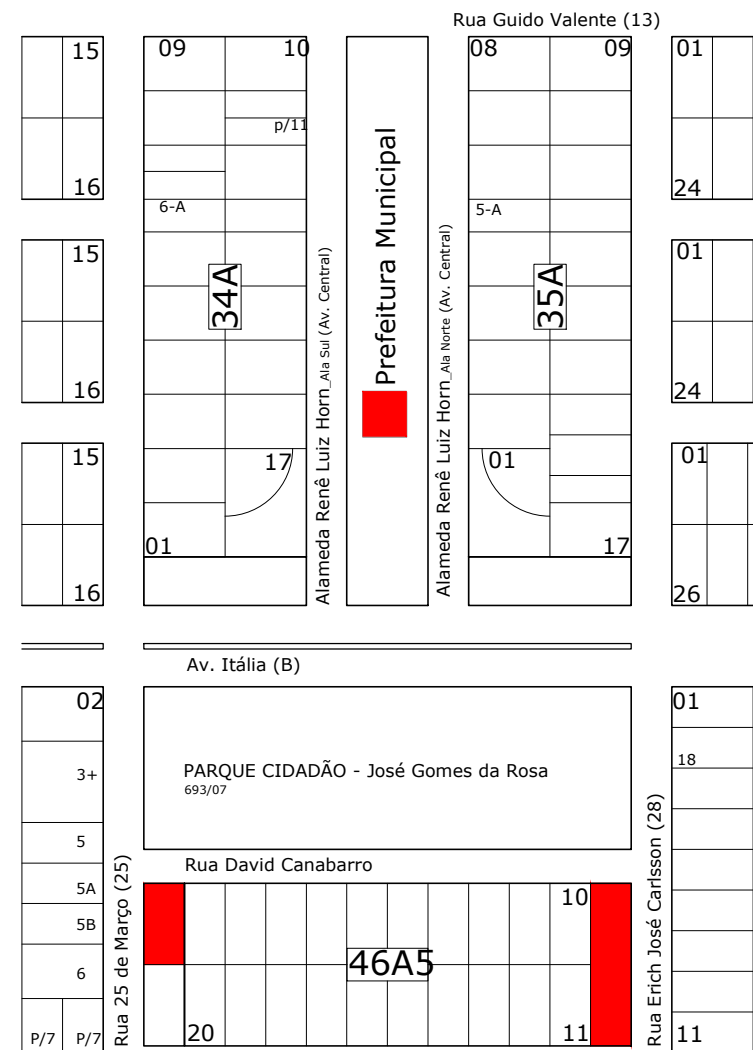 Rua Guido Valente (13)
15
09
10
08
09
01
p/11
16
6-A
5-A
24
Prefeitura Municipal
15
34A
35A
01
Alameda Renê Luiz Horn_Ala Sul (Av. Central)
Alameda Renê Luiz Horn_Ala Norte (Av. Central)
16
24
15
17
01
01
01
17
16
26
Av. Itália (B)
02
01
3+
PARQUE CIDADÃO - José Gomes da Rosa
693/07
18
5
Rua David Canabarro
5A
10
5B
Rua 25 de Março (25)
Rua Erich José Carlsson (28)
46A5
6
P/7
P/7
20
11
11